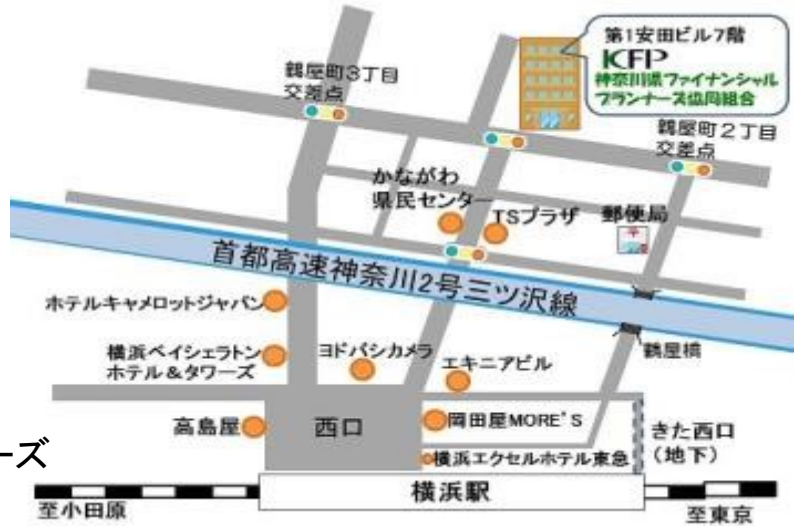 第1安田ビル7階
KFP
神奈川県ファイナンシャル
プランナーズ協同組合
鶴屋町3丁目
交差点
鶴屋町2丁目
交差点
かながわ
県民センター
TSプラザ
郵便局
首都高速神奈川2号三ツ沢線
ホテルキャメロットジャパン
横浜ベイシェラトン
ホテル&タワーズ
ヨドバシカメラ
エキニアビル
鶴屋橋
高島屋
西口
岡田屋MORE'S
きた西口
(地下)
ーズ
横浜エクセルホテル東急
横浜駅
至小田原
至東京